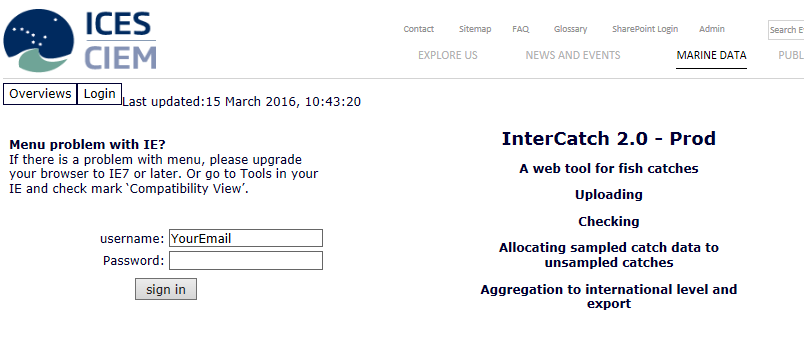 ICES
CIEM
Contact Sitemap FAQ Glossary SharePoint Login Admin
EXPLORE US NEWS AND EVENTS MARINE DATA PUBL
Overviews Login Last updated:15 March 2016, 10:43:20
Menu problem with IE?
If there is a problem with menu, please upgrade
your browser to IE7 or later. Or go to Tools in your
IE and check mark ‘Compatibility View’.
username: YourEmail
Password:
sign in
InterCatch 2.0 - Prod
A web tool for fish catches
Uploading
Checking
Allocating sampled catch data to
unsampled catches
Aggregation to international level and
export